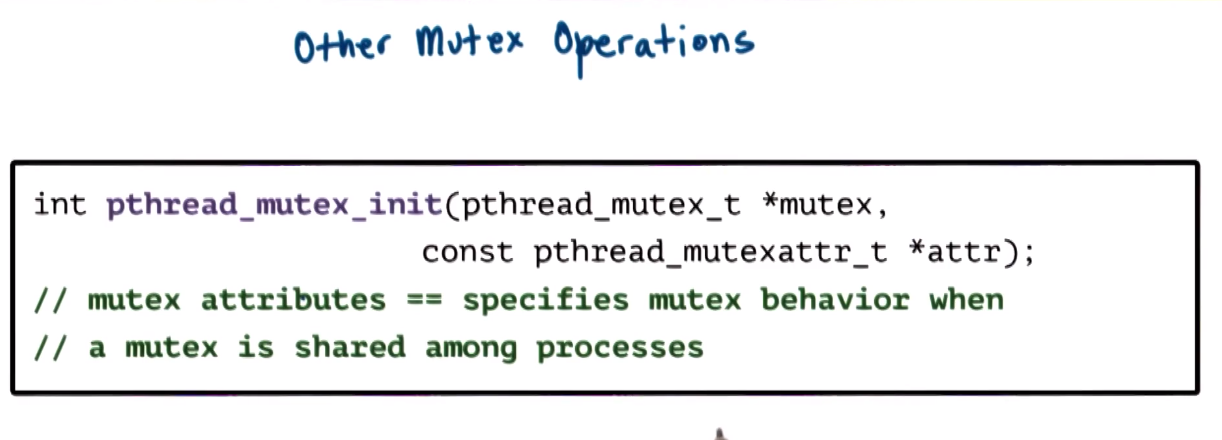 Other Mutex Operations
int pthread_mutex_init(pthread_mutex_t *mutex,
const pthread_mutexattr_t *attr);
// mutex attributes == specifies mutex behavior when
// a mutex is shared among processes